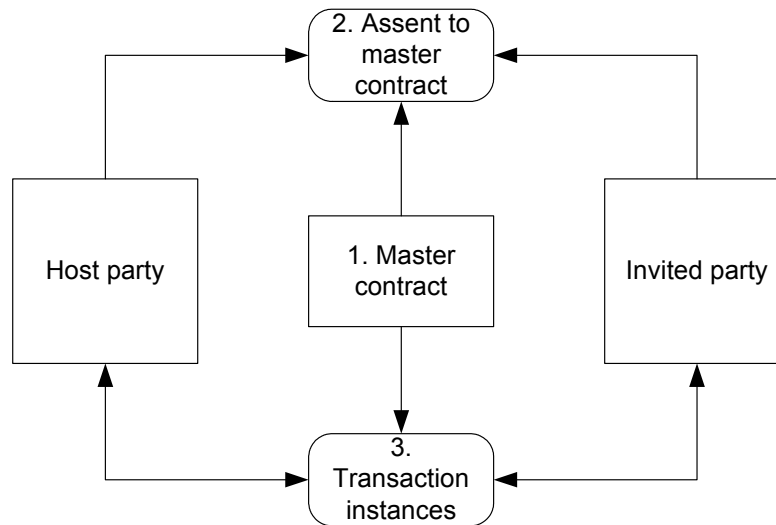 2. Assent to
master
contract
Host party
1. Master
contract
Invited party
3.
Transaction
instances